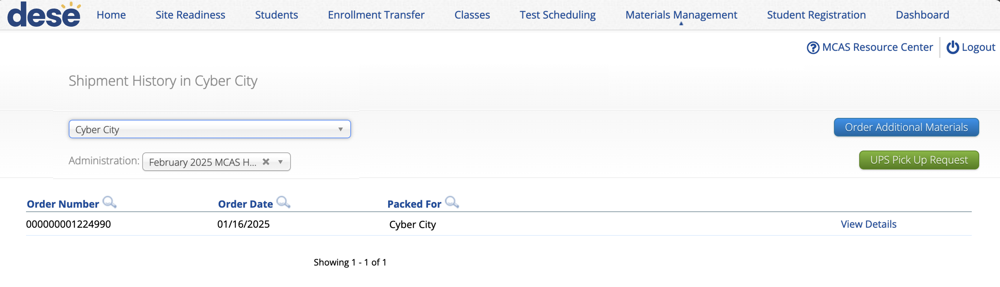 dese Home Site Readiness Students Enrollment Transfer Classes Test Scheduling Materials Management Student Registration Dashboard
MCAS Resource Center Logout
Shipment History in Cyber City
Cyber City
Order Additional Materials
Administration: February 2025 MCAS H...
UPS Pick Up Request
Order Number Order Date Packed For
000000001224990 01/16/2025 Cyber City View Details
Showing 1 - 1 of 1